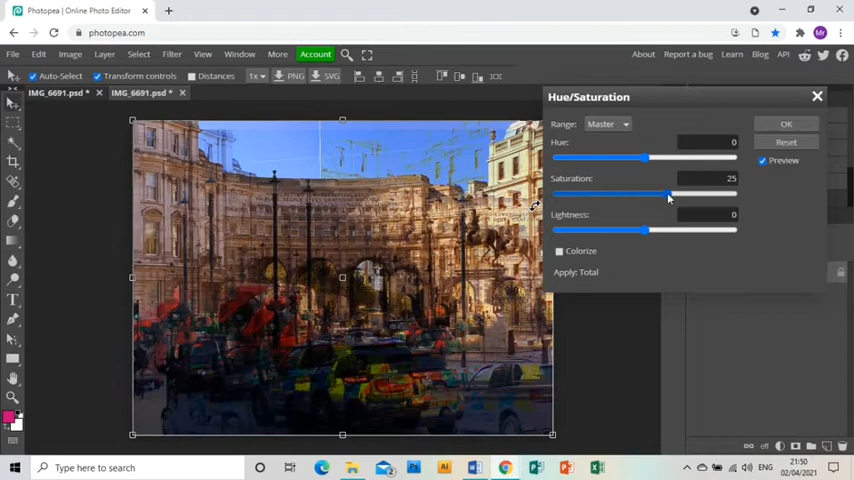 Photopea | Online Photo Editor
photopea.com
File Edit Image Layer Select Filter View Window More Account
About Report a bug Learn Blog API
Auto-Select Transform controls Distances 1x PNG SVG
IMG_6691.psd * IMG_6691.psd *
Hue/Saturation
Range: Master OK
Hue: 0 Reset
Preview
Saturation: 25
Lightness: 0
Colorize
Apply: Total
eff
Type here to search
ENG
21:50
02/04/2021